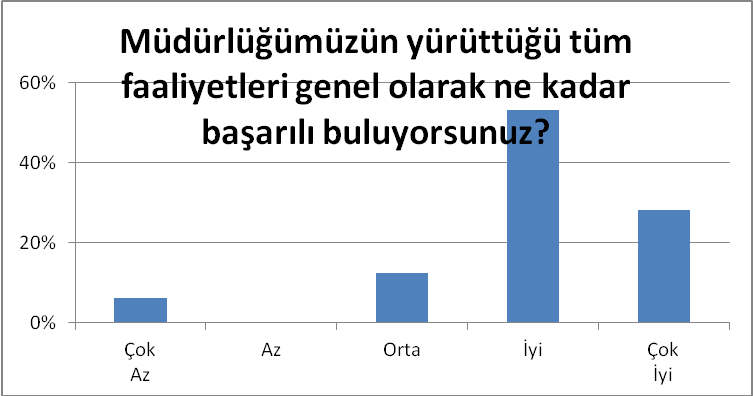 Müdürlüğümüzün yürüttüğü tüm
faaliyetleri genel olarak ne kadar
başarılı buluyorsunuz?
60%
40%
20%
0%
Çok
Az
Az
Orta
İyi
Çok
İyi